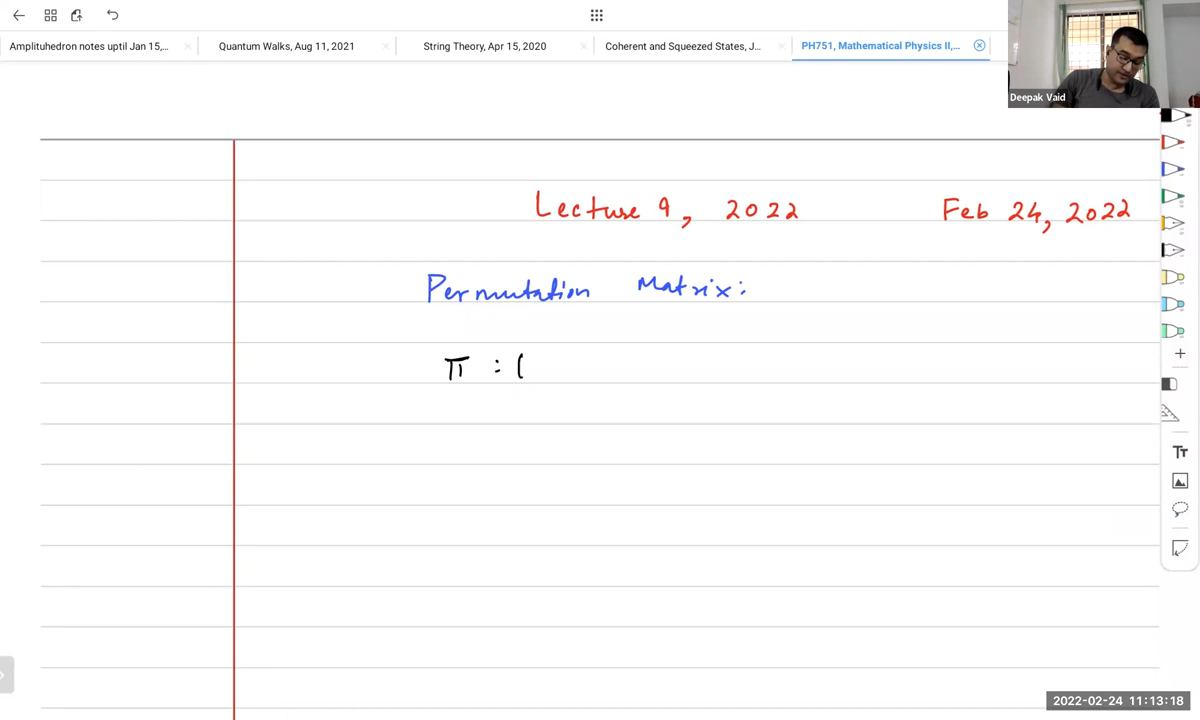 Amplituhedron notes uptil Jan 15,...
Quantum Walks, Aug 11, 2021
String Theory, Apr 15, 2020
Coherent and Squeezed States, J...
PH751, Mathematical Physics II,...
Deepak Vaid
Lecture 9, 2022 Feb 24, 2022
Permutation Matrix:
π : (
Tт
2022-02-24 11:13:18